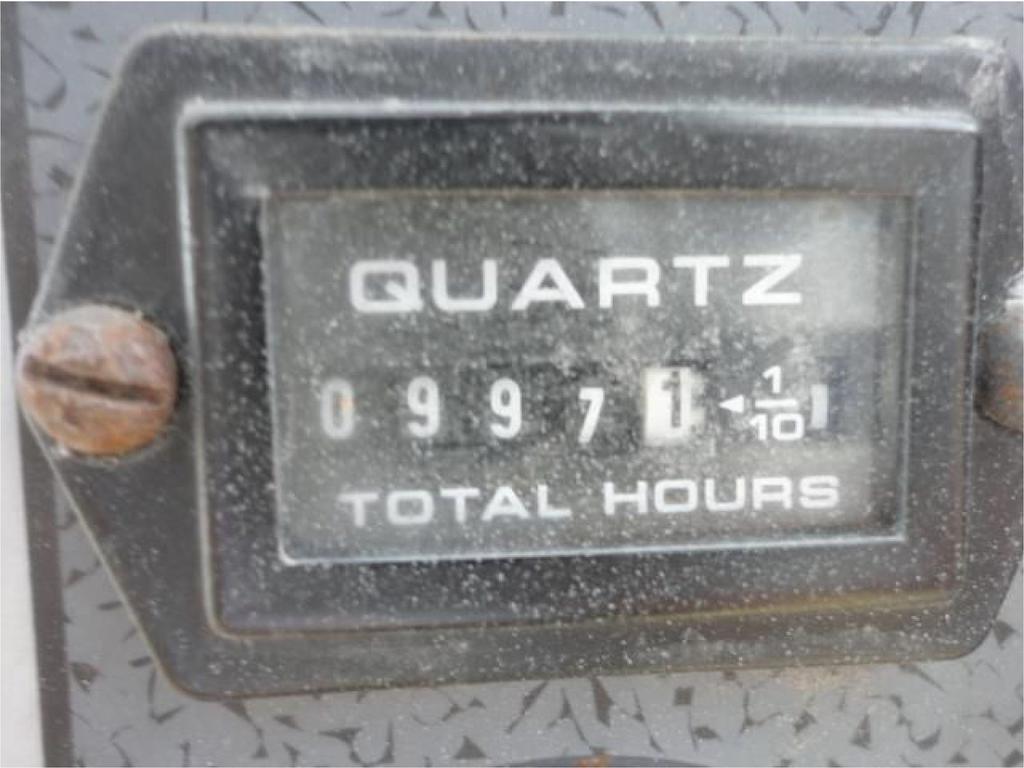 QUARTZ
0 9 9 7 1 ◄ 1/10
TOTAL HOURS